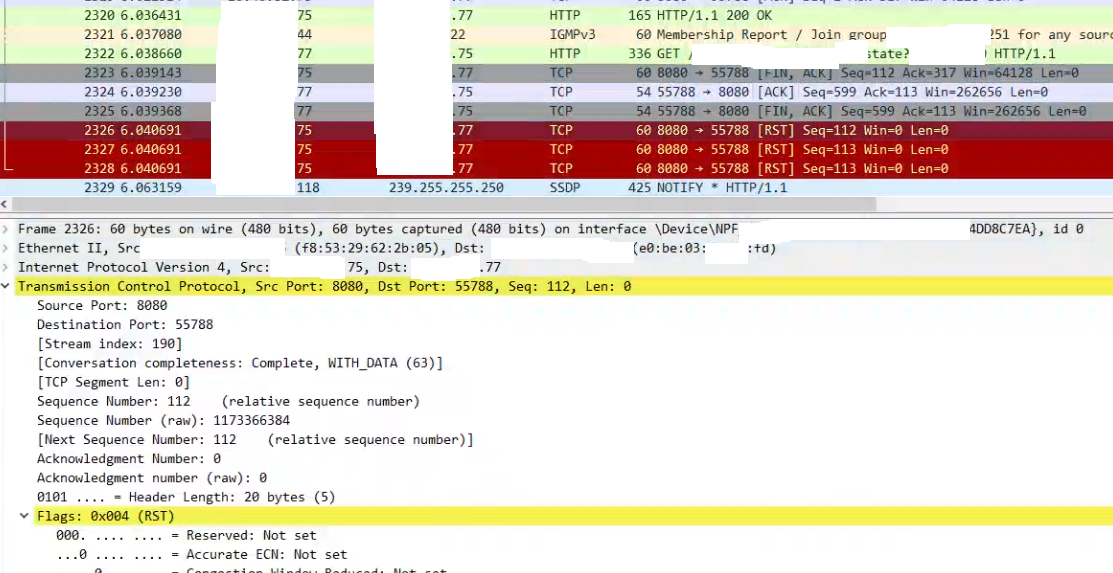 75 .77 HTTP 165 HTTP/1.1 200 OK
2320 6.036431
2321 6.037080 44 22 IGMPv3 60 Membership Report / Join group 251 for any sourc
2322 6.038660 77 .75 HTTP 336 GET / state? HTTP/1.1
2323 6.039143 75 .77 TCP 60 8080 → 55788 [FIN, ACK] Seq=112 Ack=317 Win=64128 Len=0
2324 6.039230 77 .75 TCP 54 55788 → 8080 [ACK] Seq=599 Ack=113 Win=262656 Len=0
2325 6.039368 77 .75 TCP 54 55788 → 8080 [FIN, ACK] Seq=599 Ack=113 Win=262656 Len=0
2326 6.040691 75 .77 TCP 60 8080 → 55788 [RST] Seq=112 Win=0 Len=0
2327 6.040691 75 .77 TCP 60 8080 → 55788 [RST] Seq=113 Win=0 Len=0
2328 6.040691 75 .77 TCP 60 8080 → 55788 [RST] Seq=113 Win=0 Len=0
2329 6.063159 118 239.255.255.250 SSDP 425 NOTIFY * HTTP/1.1
Frame 2326: 60 bytes on wire (480 bits), 60 bytes captured (480 bits) on interface \Device\NPF_ 4DD8C7EA}, id 0
Ethernet II, Src (f8:53:29:62:2b:05), Dst: (e0:be:03: :fd)
Internet Protocol Version 4, Src: 75, Dst: .77
Transmission Control Protocol, Src Port: 8080, Dst Port: 55788, Seq: 112, Len: 0
Source Port: 8080
Destination Port: 55788
[Stream index: 190]
[Conversation completeness: Complete, WITH_DATA (63)]
[TCP Segment Len: 0]
Sequence Number: 112 (relative sequence number)
Sequence Number (raw): 1173366384
[Next Sequence Number: 112 (relative sequence number)]
Acknowledgment Number: 0
Acknowledgment number (raw): 0
0101 .... = Header Length: 20 bytes (5)
Flags: 0x004 (RST)
000. .... .... = Reserved: Not set
...0 .... .... = Accurate ECN: Not set